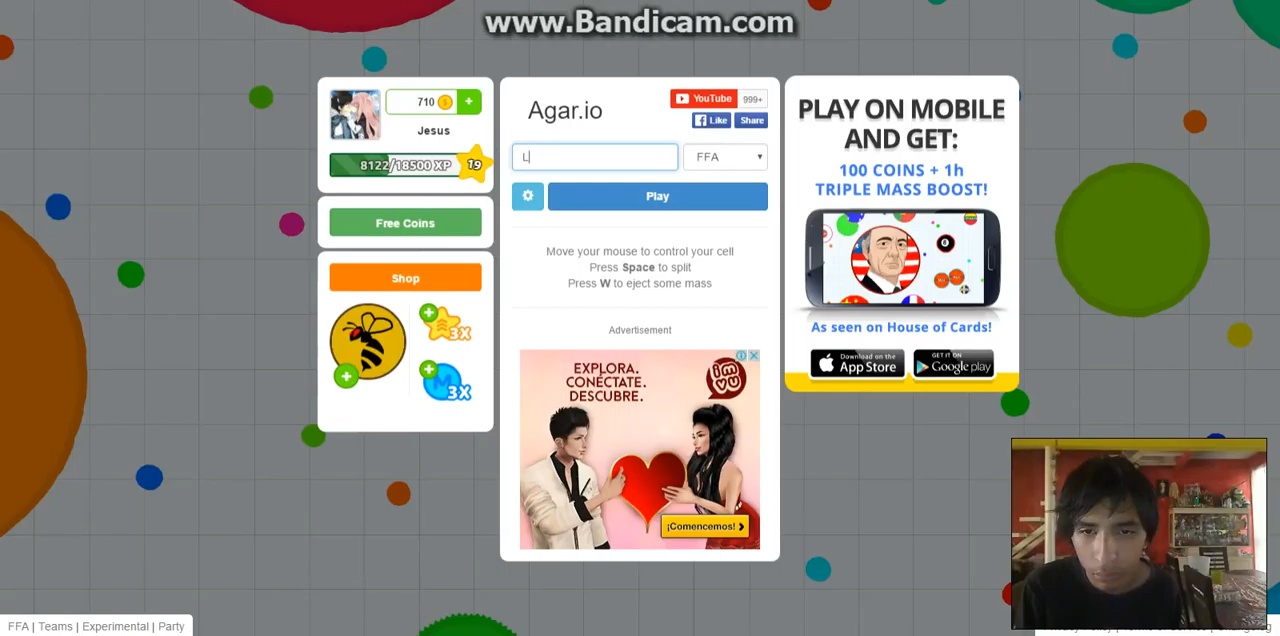 www.Bandicam.com
710
+
Jesus
8122/18500 XP
19
Free Coins
Shop
3X
M
3X
Agar.io
YouTube
999+
Like
Share
L
FFA
Play
Move your mouse to control your cell
Press Space to split
Press W to eject some mass
Advertisement
EXPLORA.
CONÉCTATE.
DESCUBRE.
imvu
¡Comencemos!
PLAY ON MOBILE
AND GET:
100 COINS + 1h
TRIPLE MASS BOOST!
As seen on House of Cards!
Download on the
App Store
GET IT ON
Google play
FFA | Teams | Experimental | Party